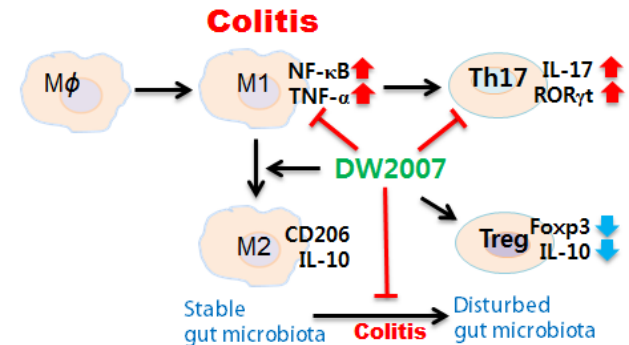 Colitis
Mϕ
M1
NF-κB
TNF-α
Th17
IL-17
RORγt
DW2007
M2
CD206
IL-10
Treg
Foxp3
IL-10
Stable
gut microbiota
Colitis
Disturbed
gut microbiota